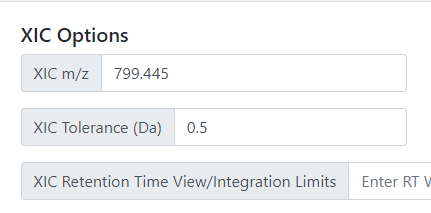 XIC Options
XIC m/z 799.445
XIC Tolerance (Da) 0.5
XIC Retention Time View/Integration Limits Enter RT